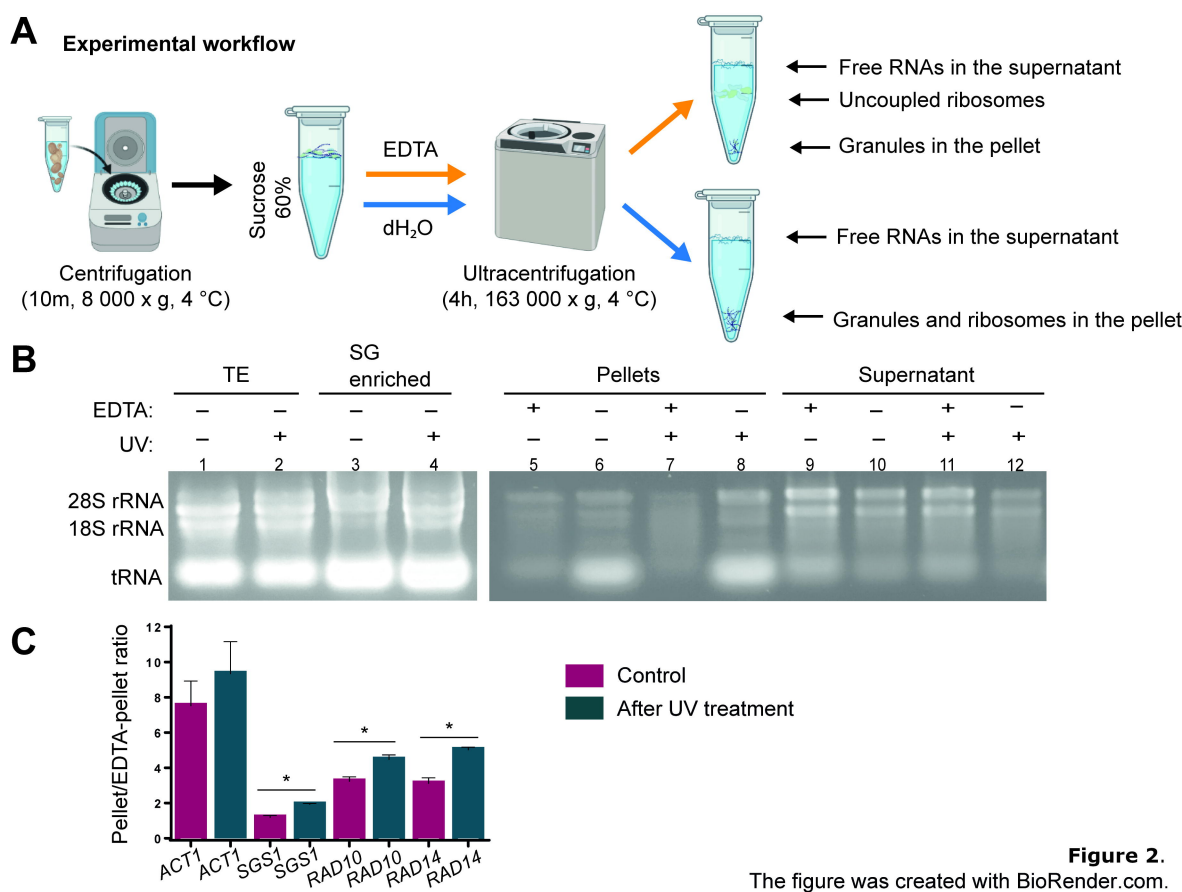 A
Experimental workflow
Sucrose
60%
EDTA
dH₂O
Centrifugation
(10m, 8 000 x g, 4 °C)
Ultracentrifugation
(4h, 163 000 x g, 4 °C)
Free RNAs in the supernatant
Uncoupled ribosomes
Granules in the pellet
Free RNAs in the supernatant
Granules and ribosomes in the pellet
B
TE
SG
enriched
Pellets
Supernatant
EDTA: – – – – + – + – + – + –
UV: – + – + – – + + – – + +
1 2 3 4 5 6 7 8 9 10 11 12
28S rRNA
18S rRNA
tRNA
C
Pellet/EDTA-pellet ratio
12
10
8
6
4
2
0
* * *
ACT1 ACT1 SGS1 SGS1 RAD10 RAD10 RAD14 RAD14
Control
After UV treatment
Figure 2.
The figure was created with BioRender.com.